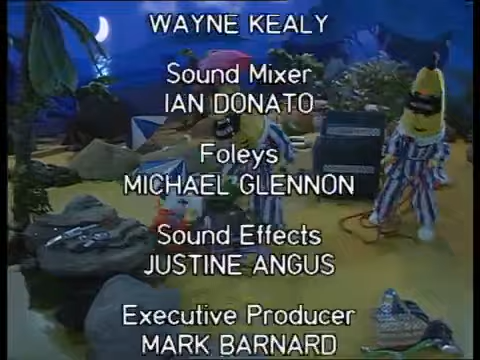 WAYNE KEALY
Sound Mixer
IAN DONATO
Foleys
MICHAEL GLENNON
Sound Effects
JUSTINE ANGUS
Executive Producer
MARK BARNARD